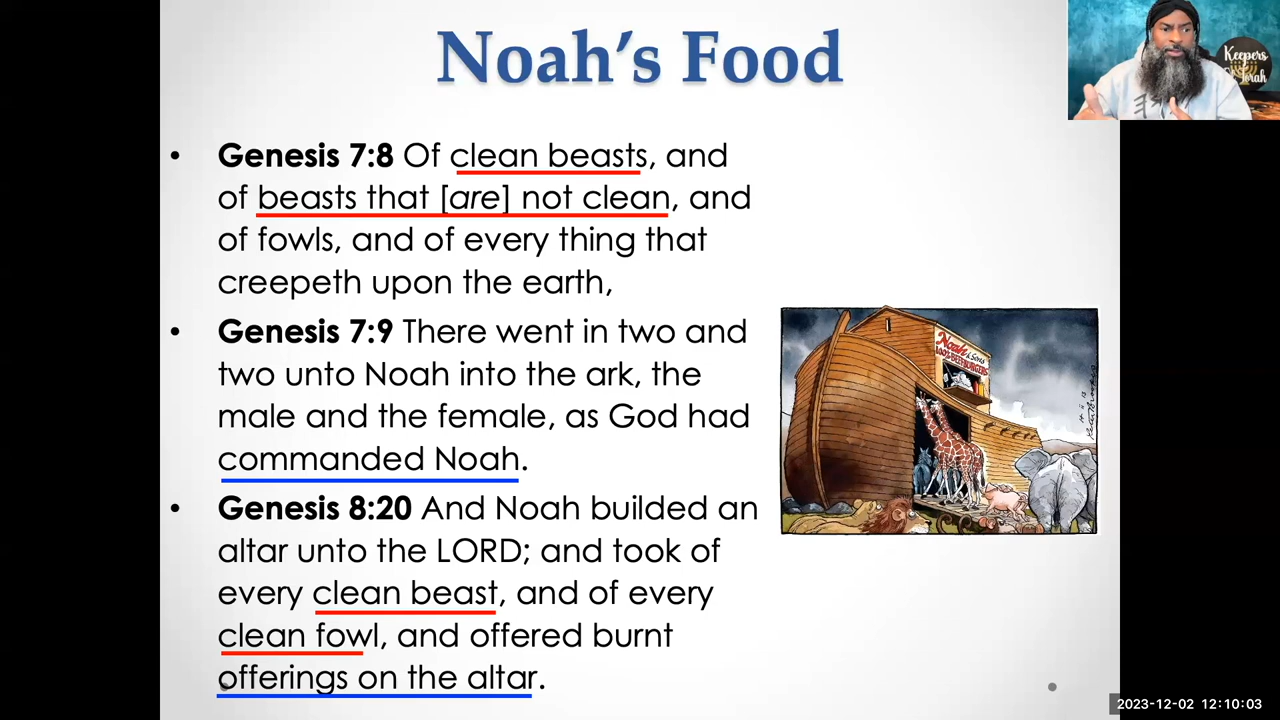 Noah's Food
Keepers
Torah
• Genesis 7:8 Of clean beasts, and
of beasts that [are] not clean, and
of fowls, and of every thing that
creepeth upon the earth,
• Genesis 7:9 There went in two and
two unto Noah into the ark, the
male and the female, as God had
commanded Noah.
• Genesis 8:20 And Noah builded an
altar unto the LORD; and took of
every clean beast, and of every
clean fowl, and offered burnt
offerings on the altar.
Noah & Sons
2023-12-02 12:10:03